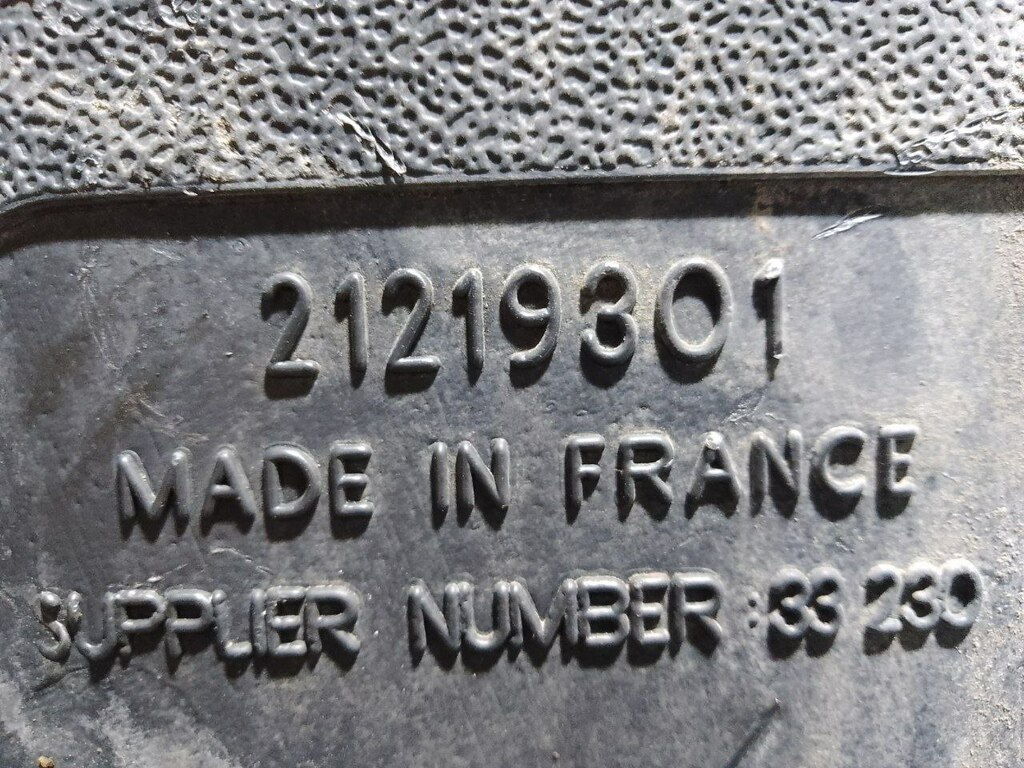 21219301
MADE IN FRANCE
SUPPLIER NUMBER :33 230